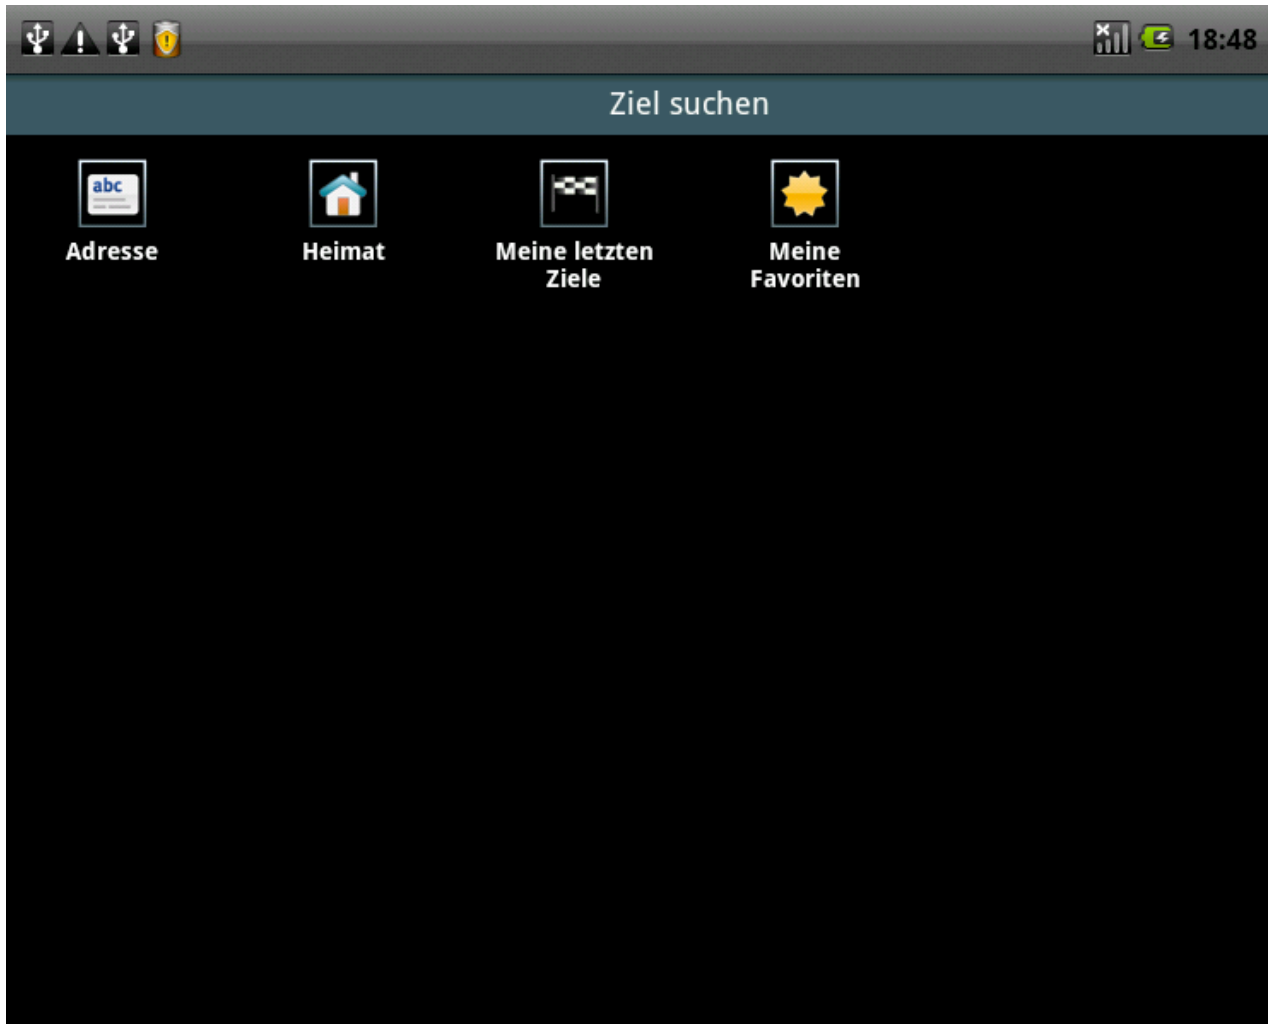 18:48
Ziel suchen
abc
Adresse
Heimat
Meine letzten
Ziele
Meine
Favoriten